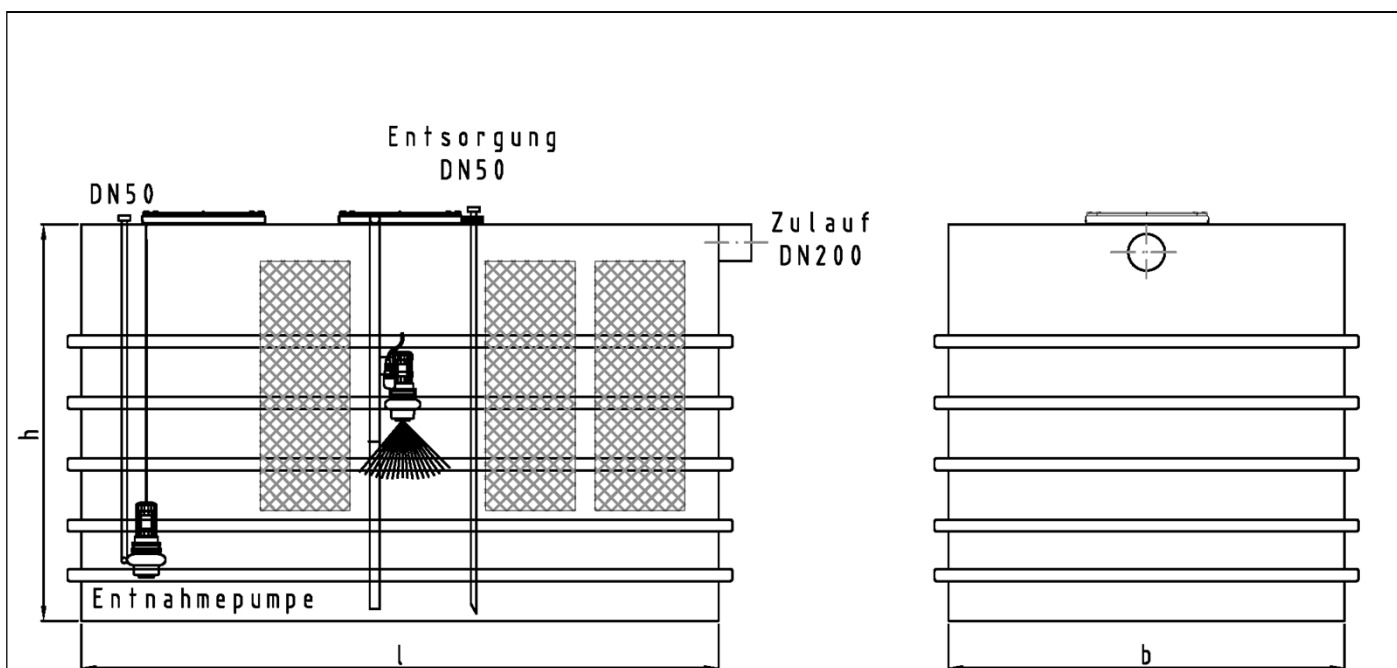 Entsorgung
DN50
DN50
Zulauf
DN200
h
Entnahmepumpe
l
b